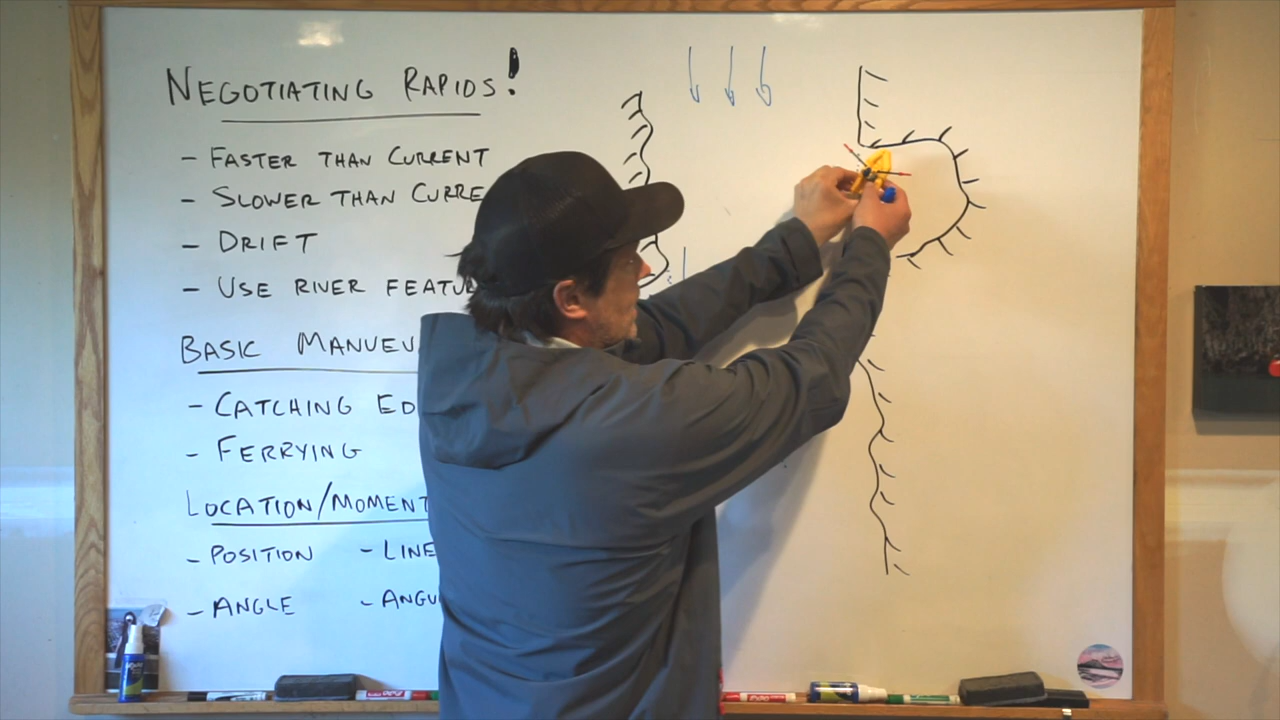 NEGOTIATING RAPIDS!
- FASTER THAN CURRENT
- SLOWER THAN CURRE
- DRIFT
- USE RIVER FEATU
BASIC MANUEV
- CATCHING ED
- FERRYING
LOCATION/MOMENT
- POSITION - LINE
- ANGLE - ANGU
EXPO